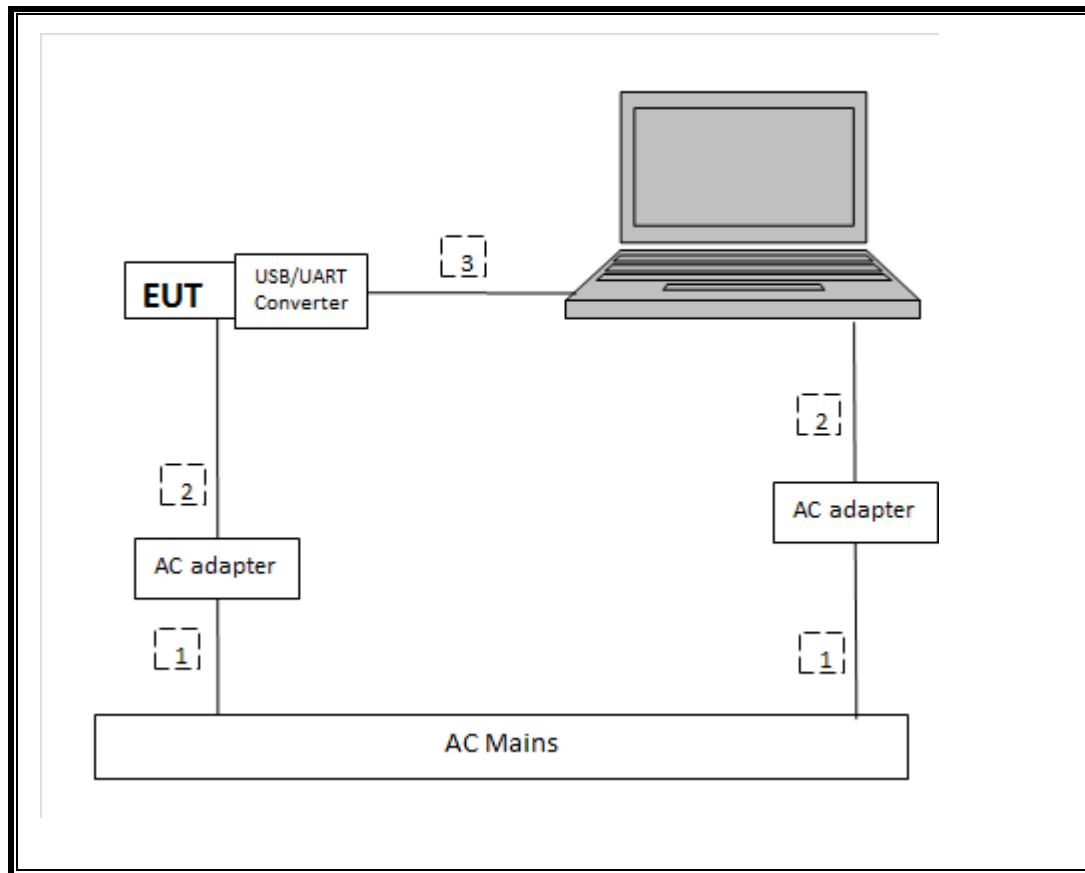 3
USB/UART
Converter
EUT
2
2
AC adapter
AC adapter
1
1
AC Mains